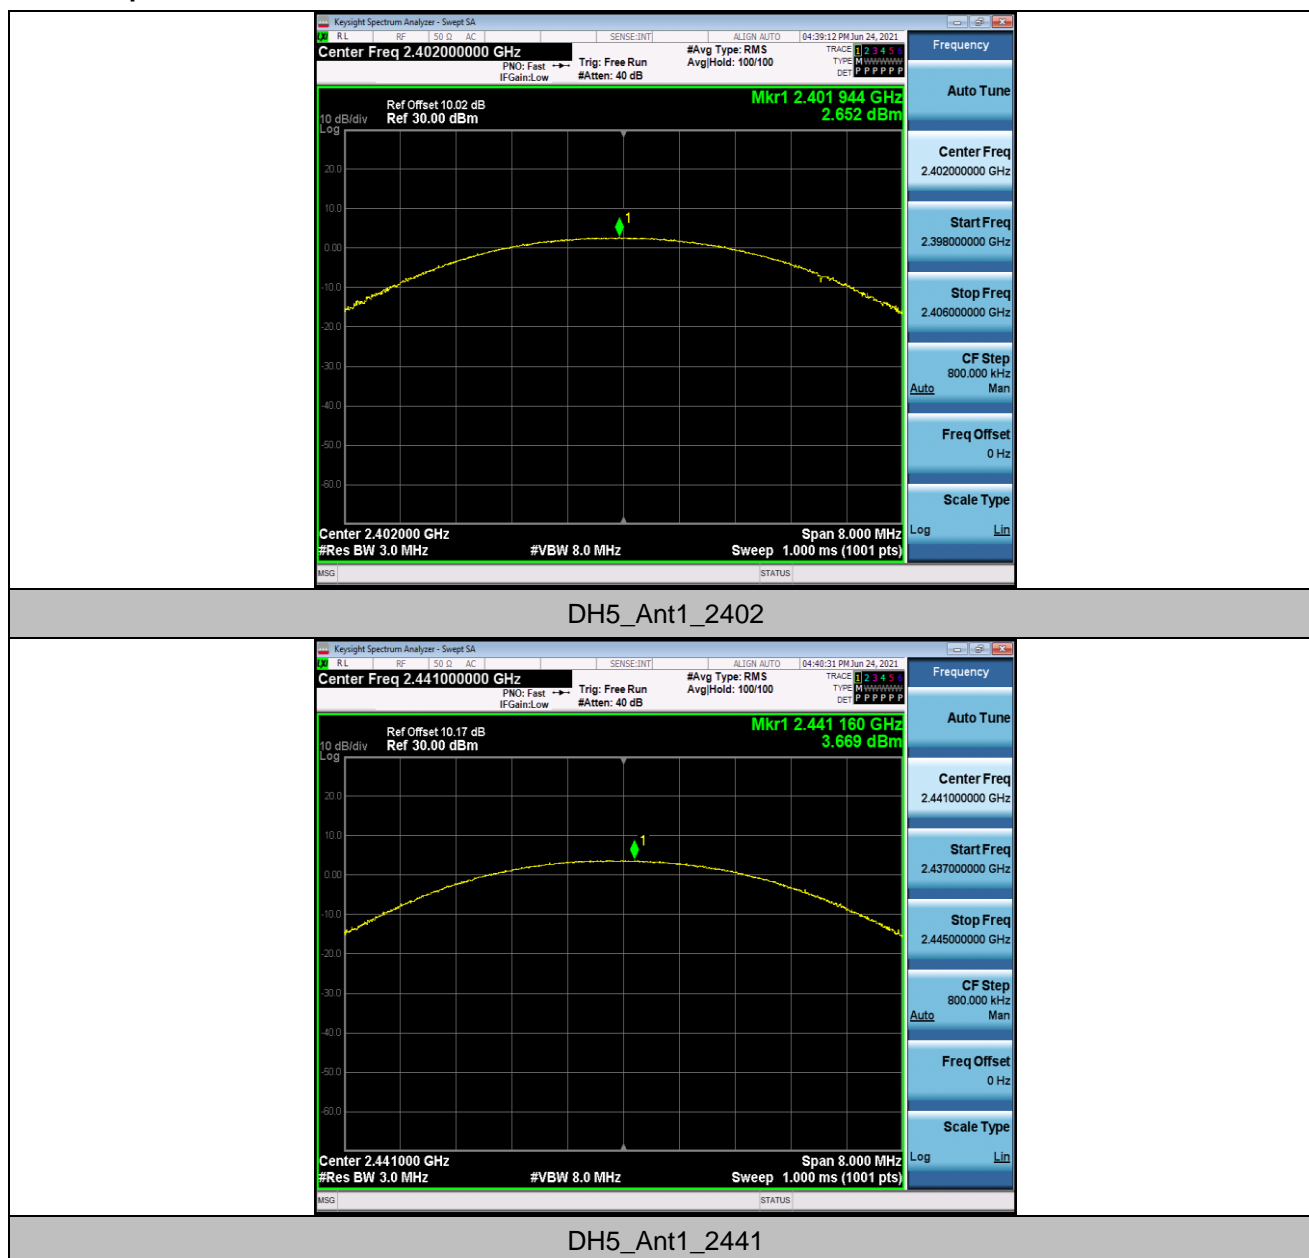 Keysight Spectrum Analyzer - Swept SA
RL RF 50 Ω AC SENSE:INT ALIGN AUTO 04:39:12 PM Jun 24, 2021
Center Freq 2.402000000 GHz
PNO: Fast
IFGain:Low
Trig: Free Run
#Atten: 40 dB
#Avg Type: RMS
Avg|Hold: 100/100
TRACE 1 2 3 4 5 6
TYPE M WWWWW
DET P P P P P P
Frequency
Mkr1 2.401 944 GHz
2.652 dBm
Ref Offset 10.02 dB
10 dB/div Ref 30.00 dBm
Log
20.0
10.0
0.00
-10.0
-20.0
-30.0
-40.0
-50.0
-60.0
1
Center 2.402000 GHz Span 8.000 MHz
#Res BW 3.0 MHz #VBW 8.0 MHz Sweep 1.000 ms (1001 pts)
MSG STATUS
Auto Tune
Center Freq
2.402000000 GHz
Start Freq
2.398000000 GHz
Stop Freq
2.406000000 GHz
CF Step
800.000 kHz
Auto Man
Freq Offset
0 Hz
Scale Type
Log Lin
DH5_Ant1_2402
Keysight Spectrum Analyzer - Swept SA
RL RF 50 Ω AC SENSE:INT ALIGN AUTO 04:40:31 PM Jun 24, 2021
Center Freq 2.441000000 GHz
PNO: Fast
IFGain:Low
Trig: Free Run
#Atten: 40 dB
#Avg Type: RMS
Avg|Hold: 100/100
TRACE 1 2 3 4 5 6
TYPE M WWWWW
DET P P P P P P
Frequency
Mkr1 2.441 160 GHz
3.669 dBm
Ref Offset 10.17 dB
10 dB/div Ref 30.00 dBm
Log
20.0
10.0
0.00
-10.0
-20.0
-30.0
-40.0
-50.0
-60.0
1
Center 2.441000 GHz Span 8.000 MHz
#Res BW 3.0 MHz #VBW 8.0 MHz Sweep 1.000 ms (1001 pts)
MSG STATUS
Auto Tune
Center Freq
2.441000000 GHz
Start Freq
2.437000000 GHz
Stop Freq
2.445000000 GHz
CF Step
800.000 kHz
Auto Man
Freq Offset
0 Hz
Scale Type
Log Lin
DH5_Ant1_2441